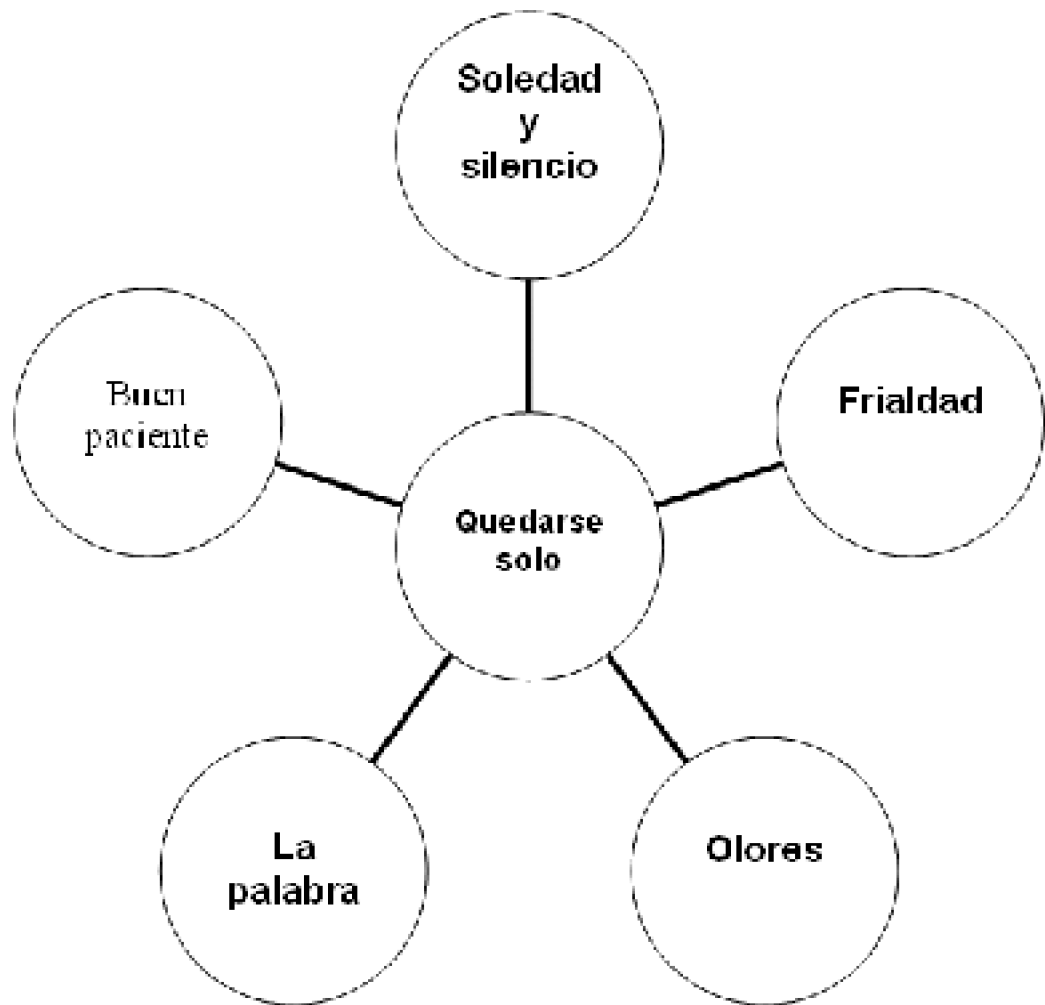 Soledad
y
silencio
Buen
paciente
Frialdad
Quedarse
solo
La
palabra
Olores